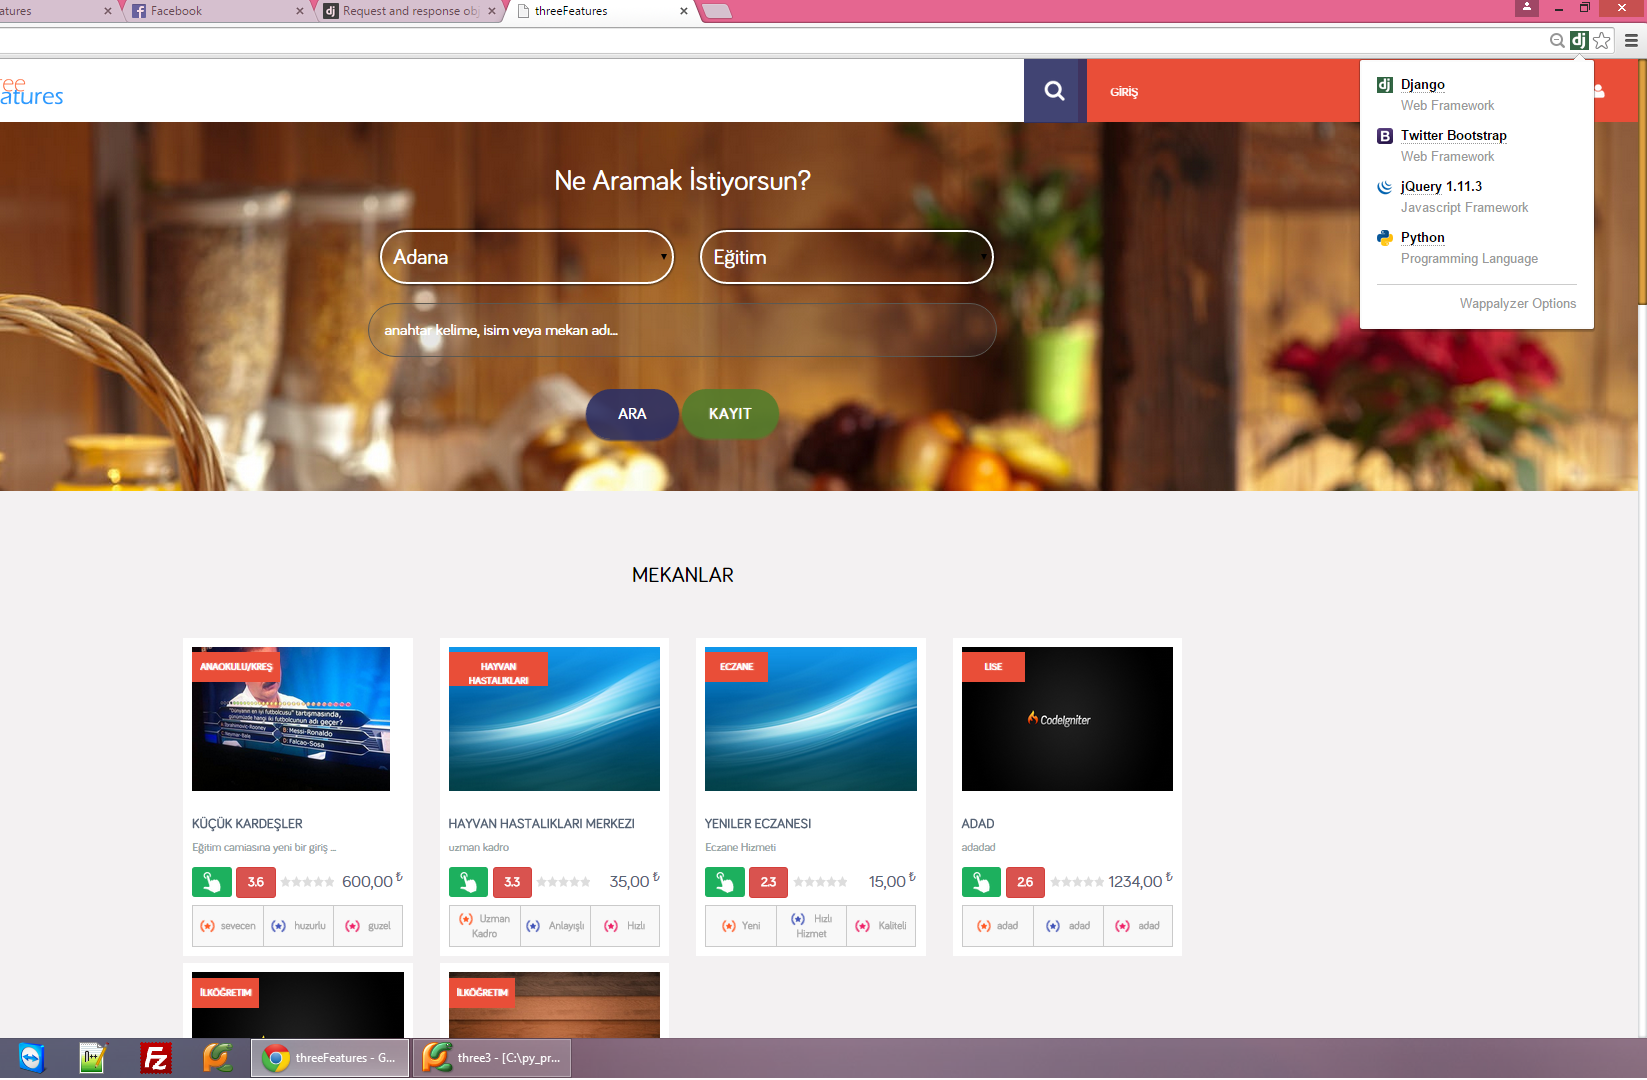 atures
Facebook
Request and response obj
threeFeatures
ree
atures
GİRİŞ
Django
Web Framework
Twitter Bootstrap
Web Framework
jQuery 1.11.3
Javascript Framework
Python
Programming Language
Wappalyzer Options
Ne Aramak İstiyorsun?
Adana
Eğitim
anahtar kelime, isim veya mekan adı...
ARA
KAYIT
MEKANLAR
ANAOKULU/KREŞ
"Dünyanın en iyi futbolcusu" tartışmasında,
günümüzde hangi iki futbolcunun adı geçer?
B: Messi-Ronaldo
D: Falcao-Sosa
KÜÇÜK KARDEŞLER
Eğitim camiasına yeni bir giriş ...
3.6
600,00 ₺
sevecen
huzurlu
guzel
HAYVAN
HASTALIKLARI
HAYVAN HASTALIKLARI MERKEZI
uzman kadro
3.3
35,00 ₺
Uzman
Kadro
Anlayışlı
Hızlı
ECZANE
YENILER ECZANESI
Eczane Hizmeti
2.3
15,00 ₺
Yeni
Hızlı
Hizmet
Kaliteli
LISE
CodeIgniter
ADAD
adadad
2.6
1234,00 ₺
adad
adad
adad
İLKÖĞRETIM
İLKÖĞRETIM
threeFeatures - G...
three3 - [C:\py_pr...